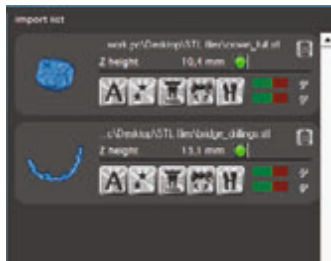 import list
...work pc\Desktop\STL files\crown_full.stl
Z height 10,4 mm
A H
...c\Desktop\STL files\bridge_drillings.stl
Z height 13,1 mm
A H